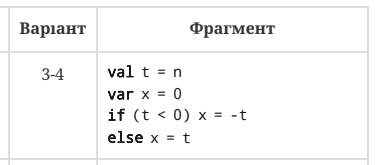 Варіант Фрагмент
3-4 val t = n
var x = 0
if (t < 0) x = -t
else x = t